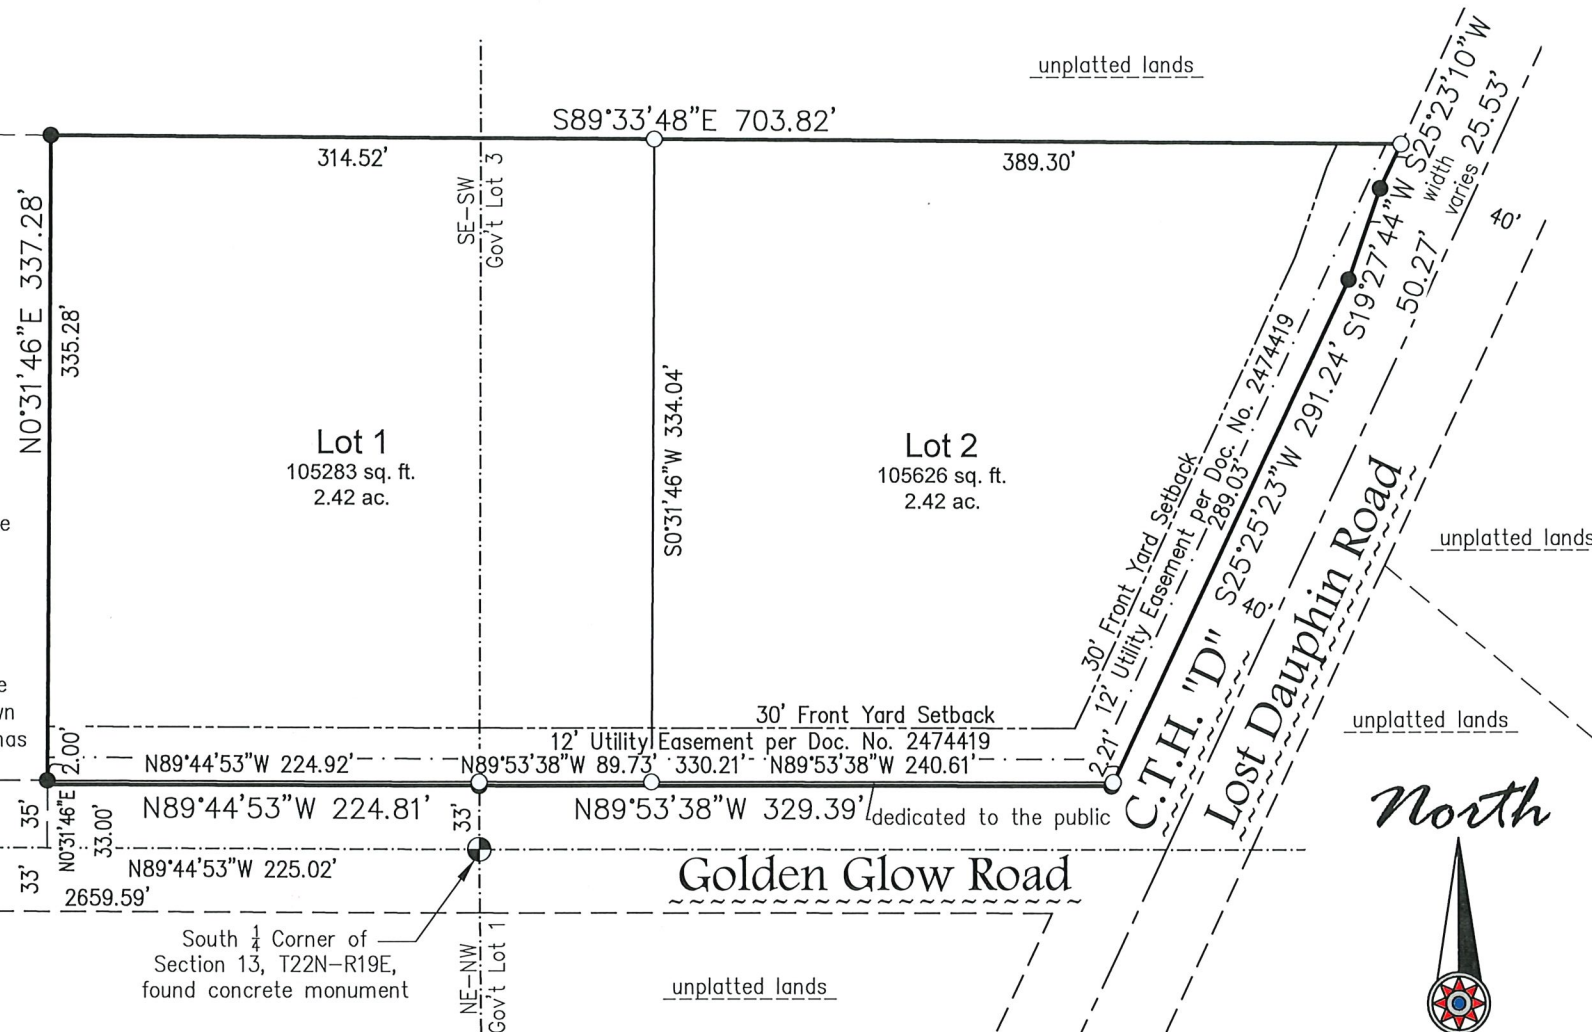 unplatted lands
S89°33'48"E 703.82'
314.52'
389.30'
SE-SW
Gov't Lot 3
S25°23'10"W
25.53'
width
varies
40'
S19°27'44"W
50.27'
N0°31'46"E 337.28'
335.28'
Lot 1
105283 sq. ft.
2.42 ac.
S0°31'46"W 334.04'
Lot 2
105626 sq. ft.
2.42 ac.
30' Front Yard Setback
12' Utility Easement per Doc. No. 2474419
289.03'
S25°25'23"W 291.24'
40'
C.T.H. "D"
Lost Dauphin Road
unplatted lands
unplatted lands
e
e
wn
has
30' Front Yard Setback
12' Utility Easement per Doc. No. 2474419
2.00'
N89°44'53"W 224.92'
N89°53'38"W 89.73'
330.21'
N89°53'38"W 240.61'
2.21'
N89°44'53"W 224.81'
33'
N89°53'38"W 329.39'
dedicated to the public
35'
N0°31'46"E
33.00'
33'
N89°44'53"W 225.02'
2659.59'
Golden Glow Road
North
South 1/4 Corner of
Section 13, T22N-R19E,
found concrete monument
NE-NW
Gov't Lot 1
unplatted lands